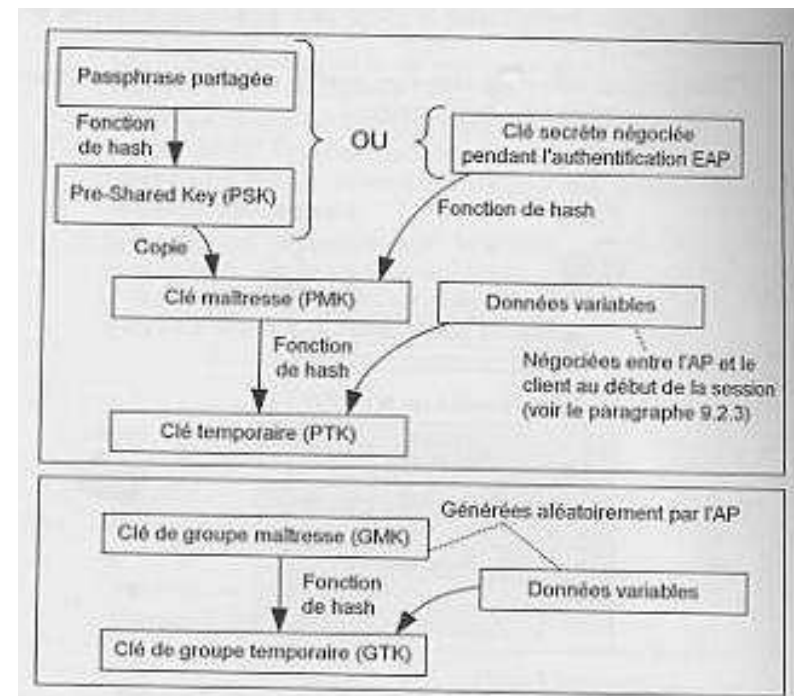 Passphrase partagée
Fonction
de hash
OU
Clé secrète négociée
pendant l'authentification EAP
Pre-Shared Key (PSK)
Fonction de hash
Copie
Clé maîtresse (PMK)
Données variables
Fonction
de hash
Négociées entre l'AP et le
client au début de la session
(voir le paragraphe 9.2.3)
Clé temporaire (PTK)
Générées aléatoirement par l'AP
Clé de groupe maîtresse (GMK)
Fonction
de hash
Données variables
Clé de groupe temporaire (GTK)